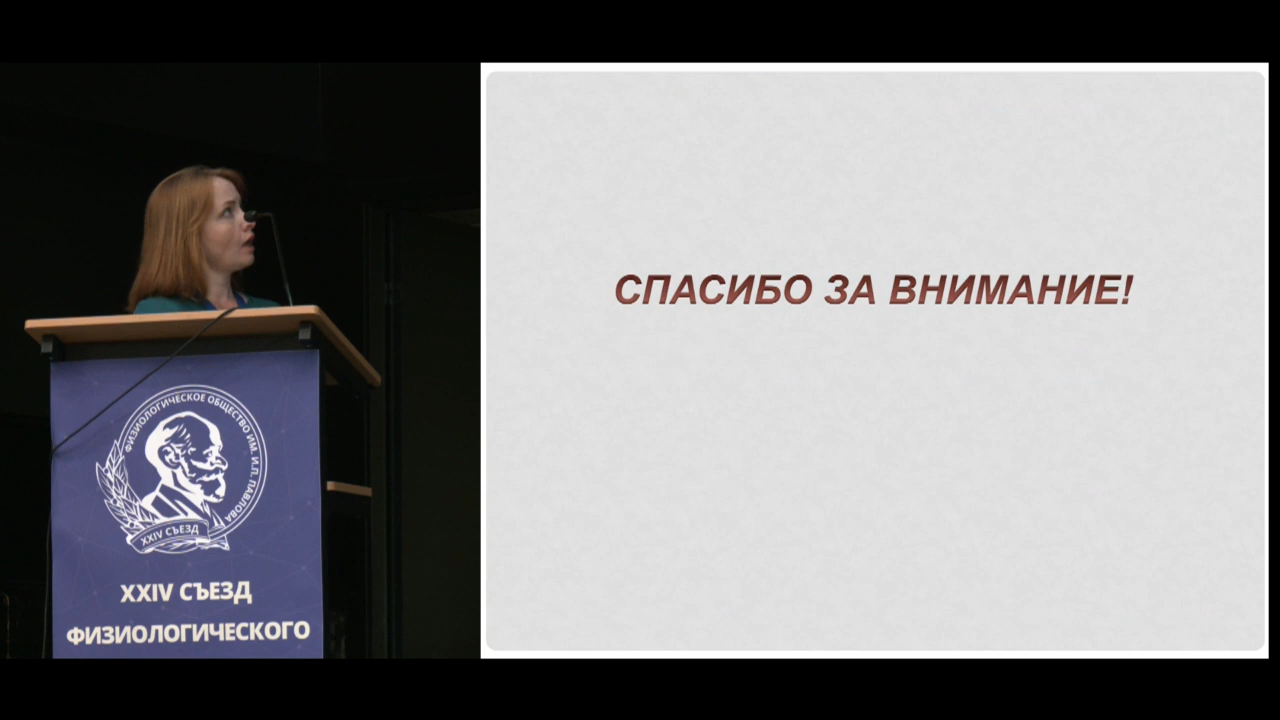 СПАСИБО ЗА ВНИМАНИЕ!
ФИЗИОЛОГИЧЕСКОЕ ОБЩЕСТВО ИМ. И.П. ПАВЛОВА
XXIV СЪЕЗД
XXIV СЪЕЗД
ФИЗИОЛОГИЧЕСКОГО